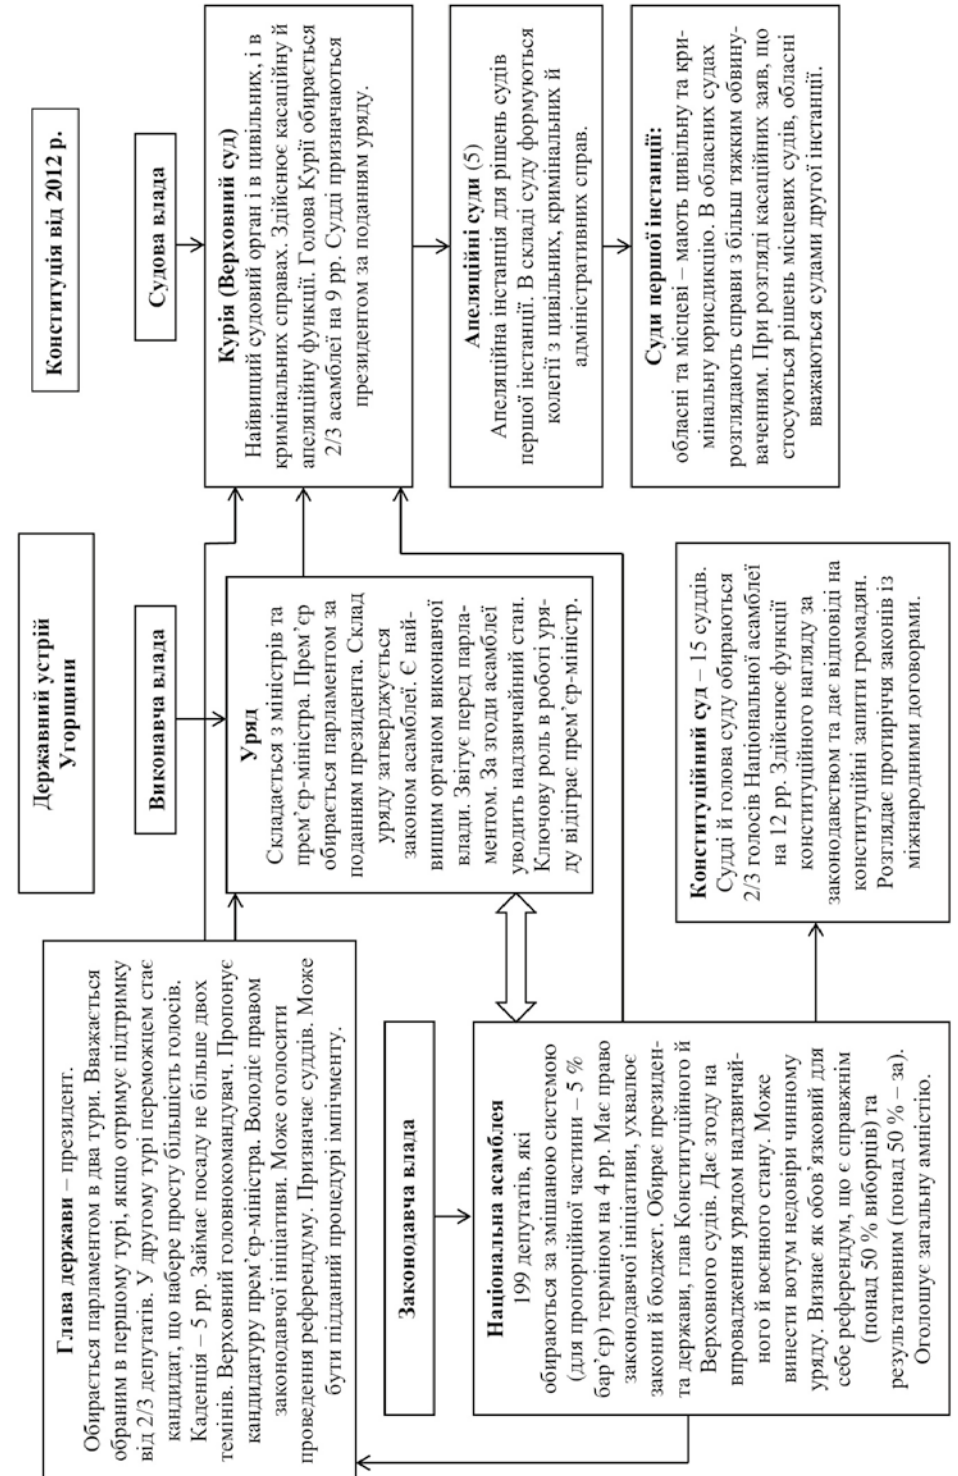 Державний устрій
Угорщини
Конституція від 2012 р.
Глава держави – президент.
Обирається парламентом в два тури. Вважається
обраним в першому турі, якщо отримує підтримку
від 2/3 депутатів. У другому турі переможцем стає
кандидат, що набере просту більшість голосів.
Каденція – 5 рр. Займає посаду не більше двох
темінів. Верховний головнокомандувач. Пропонує
кандидатуру прем’єр-міністра. Володіє правом
законодавчої ініціативи. Може оголосити
проведення референдуму. Призначає суддів. Може
бути підданий процедурі імпічменту.
Виконавча влада
Уряд
Складається з міністрів та
прем’єр-міністра. Прем’єр
обирається парламентом за
поданням президента. Склад
уряду затверджується
законом асамблеї. Є най-
вищим органом виконавчої
влади. Звітує перед парла-
ментом. За згоди асамблеї
уводить надзвичайний стан.
Ключову роль в роботі уря-
ду відіграє прем’єр-міністр.
Судова влада
Курія (Верховний суд)
Найвищий судовий орган і в цивільних, і в
кримінальних справах. Здійснює касаційну й
апеляційну функції. Голова Курії обирається
2/3 асамблеї на 9 рр. Судді призначаються
президентом за поданням уряду.
Апеляційні суди (5)
Апеляційна інстанція для рішень судів
першої інстанції. В складі суду формуються
колегії з цивільних, кримінальних й
адміністративних справ.
Суди першої інстанції:
обласні та місцеві – мають цивільну та кри-
мінальну юрисдикцію. В обласних судах
розглядають справи з більш тяжким обвину-
ваченням. При розгляді касаційних заяв, що
стосуються рішень місцевих судів, обласні
вважаються судами другої інстанції.
Законодавча влада
Національна асамблея
199 депутатів, які
обираються за змішаною системою
(для пропорційної частини – 5 %
бар’єр) терміном на 4 рр. Має право
законодавчої ініціативи, ухвалює
закони й бюджет. Обирає президен-
та держави, глав Конституційного й
Верховного судів. Дає згоду на
впровадження урядом надзвичай-
ного й воєнного стану. Може
винести вотум недовіри чинному
уряду. Визнає як обов’язковий для
себе референдум, що є справжнім
(понад 50 % виборців) та
результативним (понад 50 % – за).
Оголошує загальну амністію.
Конституційний суд – 15 суддів.
Судді й голова суду обираються
2/3 голосів Національної асамблеї
на 12 рр. Здійснює функції
конституційного нагляду за
законодавством та дає відповіді на
конституційні запити громадян.
Розглядає протиріччя законів із
міжнародними договорами.